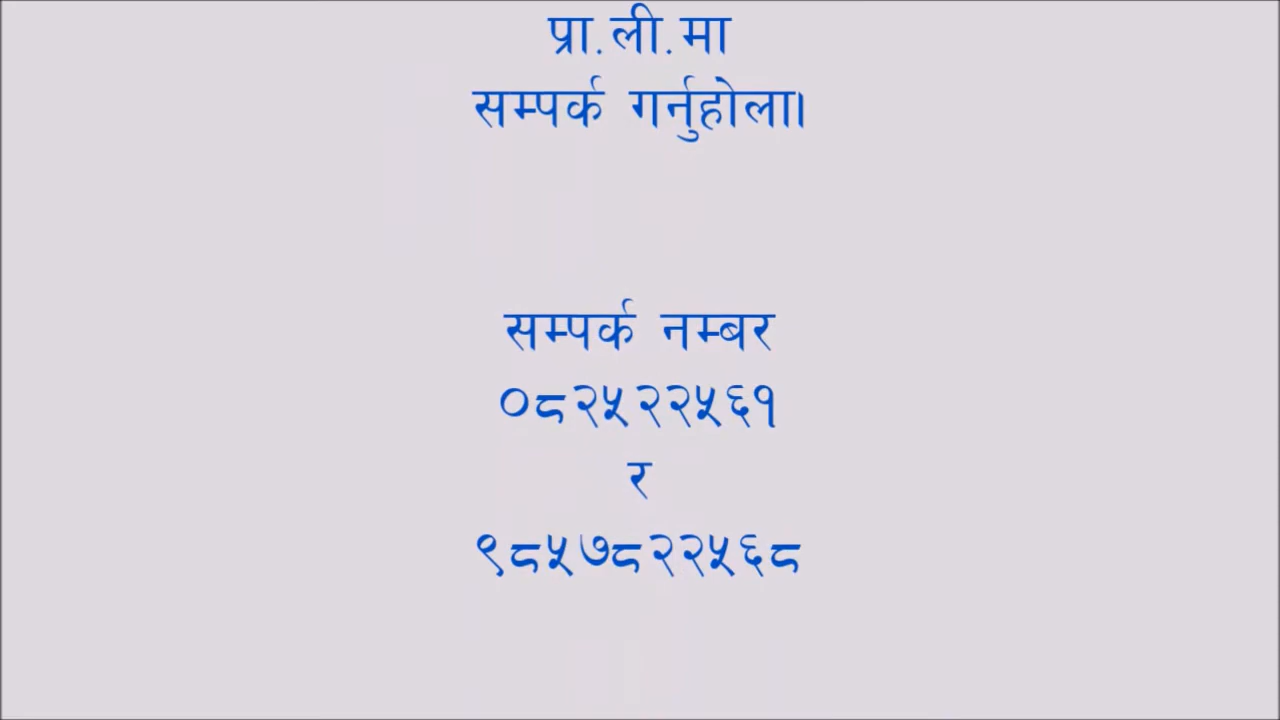 प्रा.ली.मा
सम्पर्क गर्नुहोला।
सम्पर्क नम्बर
०८२५२२५६१
र
९८५७८२२५६८